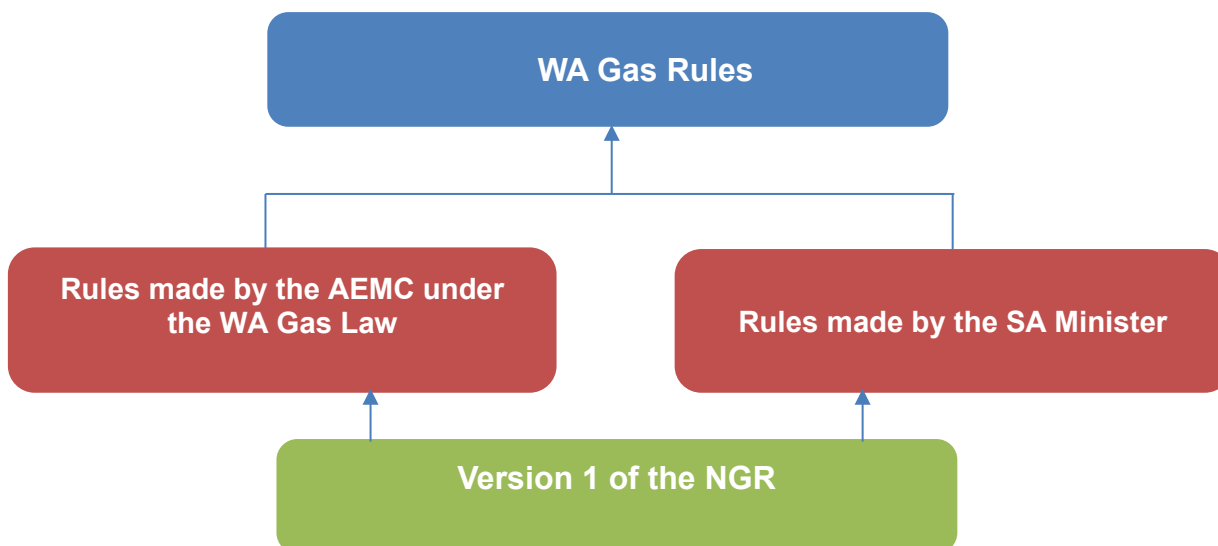 WA Gas Rules
Rules made by the AEMC under
the WA Gas Law
Rules made by the SA Minister
Version 1 of the NGR